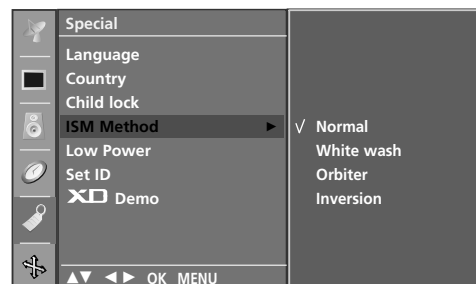 Special
Language
Country
Child lock
ISM Method ►
Low Power
Set ID
XD Demo
√ Normal
White wash
Orbiter
Inversion
▲▼ ◄► OK MENU